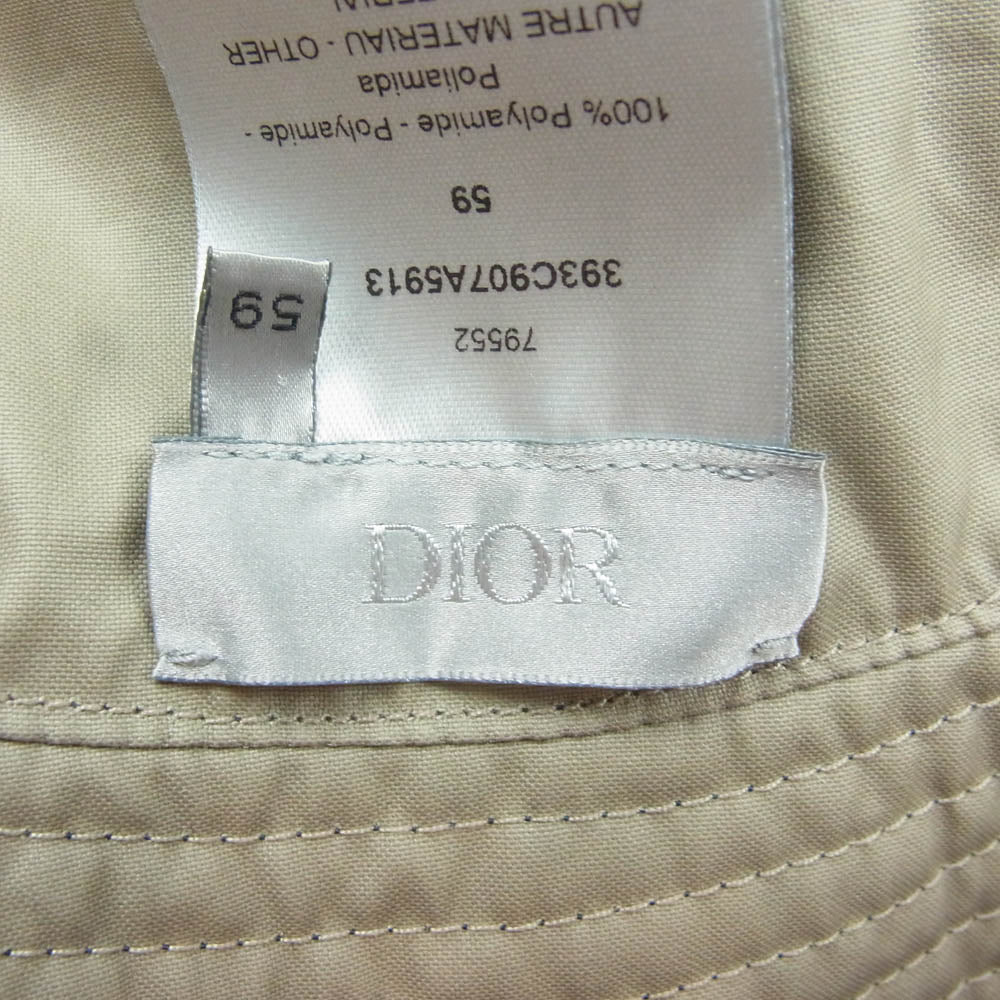 DIOR
59
79552
393C907A5913
59
100% Polyamide - Polyamide -
Poliamida
AUTRE MATERIAU - OTHER